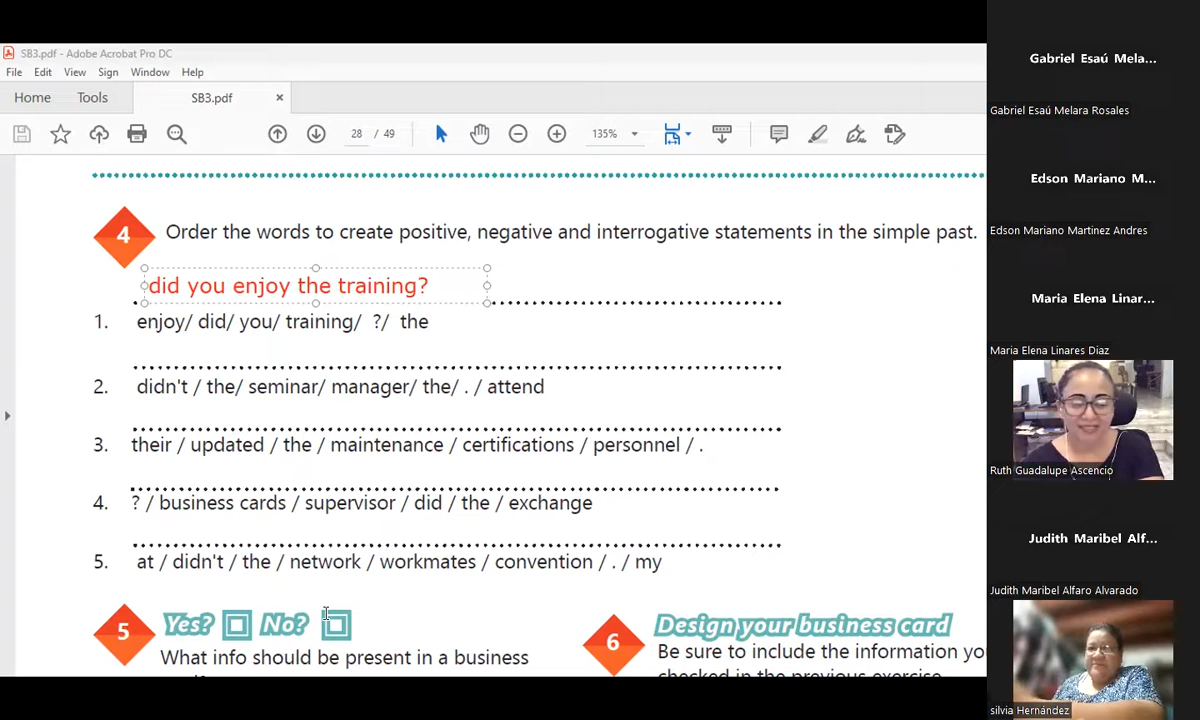 SB3.pdf - Adobe Acrobat Pro DC
File Edit View Sign Window Help
Home Tools SB3.pdf ×
28 / 49 135%
4 Order the words to create positive, negative and interrogative statements in the simple past.
did you enjoy the training?
1. enjoy/ did/ you/ training/ ?/ the
2. didn't / the/ seminar/ manager/ the/ . / attend
3. their / updated / the / maintenance / certifications / personnel / .
4. ? / business cards / supervisor / did / the / exchange
5. at / didn't / the / network / workmates / convention / . / my
5 Yes? No?
What info should be present in a business
6 Design your business card
Be sure to include the information you
checked in the previous exercise
Gabriel Esaú Mela...
Gabriel Esaú Melara Rosales
Edson Mariano M...
Edson Mariano Martinez Andres
Maria Elena Linar...
Maria Elena Linares Diaz
Ruth Guadalupe Ascencio
Judith Maribel Alf...
Judith Maribel Alfaro Alvarado
silvia Hernández